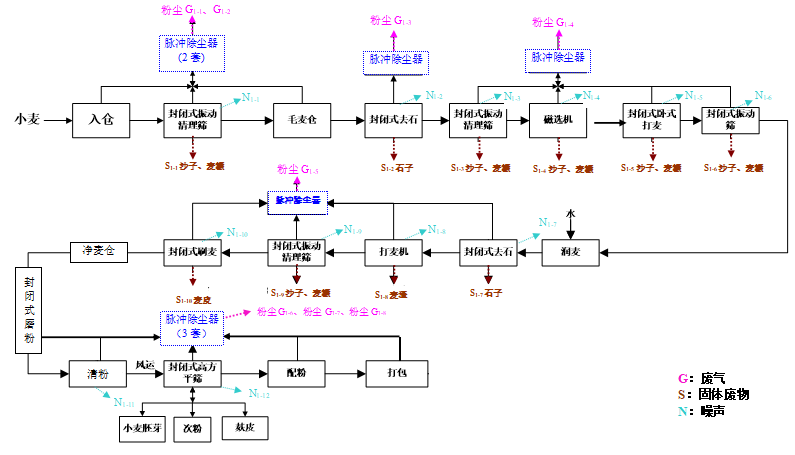 粉尘 G1-1、G1-2
粉尘 G1-3
粉尘 G1-4
脉冲除尘器
(2 套)
脉冲除尘器
脉冲除尘器
N1-1
N1-2
N1-3
N1-4
N1-5
N1-6
小麦
入仓
封闭式振动
清理筛
毛麦仓
封闭式去石
封闭式振动
清理筛
磁选机
封闭式卧式
打麦
封闭式振动
筛
S1-1 沙子、麦糠
S1-2 石子
S1-3 沙子、麦糠
S1-4 沙子、麦糠
S1-5 沙子、麦糠
S1-6 沙子、麦糠
粉尘 G1-5
脉冲除尘器
水
N1-10
N1-9
N1-8
N1-7
净麦仓
封闭式刷麦
封闭式振动
清理筛
打麦机
封闭式去石
润麦
封闭式磨粉
S1-10 麦皮
S1-9 沙子、麦糠
S1-8 麦渣
S1-7 石子
脉冲除尘器
（3 套）
粉尘 G1-6、粉尘 G1-7、粉尘 G1-8
清粉
风运
封闭式高方
平筛
配粉
打包
N1-11
N1-12
小麦胚芽
次粉
麸皮
G：废气
S：固体废物
N：噪声